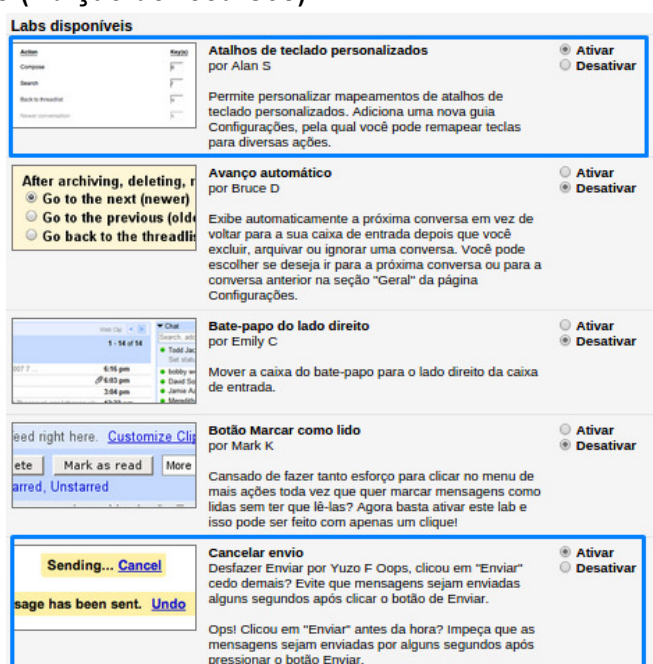 Labs disponíveis
Action Key(s)
Compose
Search
Back to threadlist
Newer conversation
Atalhos de teclado personalizados
por Alan S
Permite personalizar mapeamentos de atalhos de
teclado personalizados. Adiciona uma nova guia
Configurações, pela qual você pode remapear teclas
para diversas ações.
Ativar
Desativar
After archiving, deleting, r
Go to the next (newer)
Go to the previous (olde
Go back to the threadlis
Avanço automático
por Bruce D
Exibe automaticamente a próxima conversa em vez de
voltar para a sua caixa de entrada depois que você
excluir, arquivar ou ignorar uma conversa. Você pode
escolher se deseja ir para a próxima conversa ou para a
conversa anterior na seção "Geral" da página
Configurações.
Ativar
Desativar
1 - 14 of 14
6:16 pm
6:03 pm
3:04 pm
Chat
Search, add
Todd Jac
Set statu
bobby w
David So
Jamie A
Meredith
Bate-papo do lado direito
por Emily C
Mover a caixa do bate-papo para o lado direito da caixa
de entrada.
Ativar
Desativar
eed right here. Customize Clip
ete Mark as read More
arred, Unstarred
Botão Marcar como lido
por Mark K
Cansado de fazer tanto esforço para clicar no menu de
mais ações toda vez que quer marcar mensagens como
lidas sem ter que lê-las? Agora basta ativar este lab e
isso pode ser feito com apenas um clique!
Ativar
Desativar
Sending... Cancel
sage has been sent. Undo
Cancelar envio
Desfazer Enviar por Yuzo F Oops, clicou em "Enviar"
cedo demais? Evite que mensagens sejam enviadas
alguns segundos após clicar o botão de Enviar.
Ops! Clicou em "Enviar" antes da hora? Impeça que as
mensagens sejam enviadas por alguns segundos após
pressionar o botão Enviar.
Ativar
Desativar